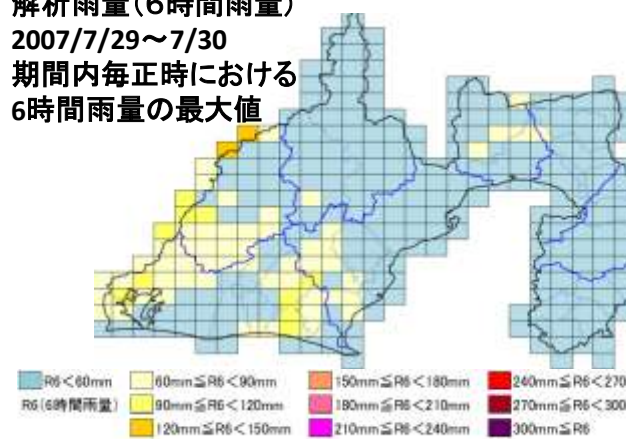 解析雨量(6時間雨量)
2007/7/29～7/30
期間内毎正時における
6時間雨量の最大値
R6<60mm 60mm≦R6<90mm 150mm≦R6<180mm 240mm≦R6<270
R6(6時間雨量) 90mm≦R6<120mm 180mm≦R6<210mm 270mm≦R6<300
120mm≦R6<150mm 210mm≦R6<240mm 300mm≦R6